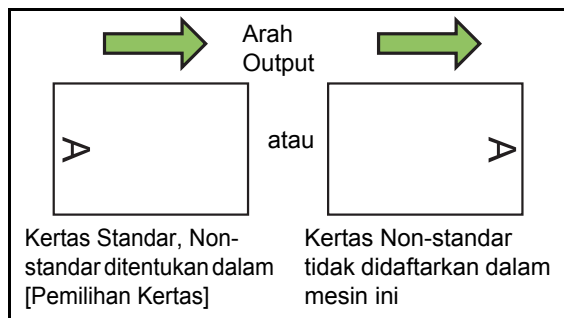 Arah
Output
A
atau
A
Kertas Standar, Non-
standar ditentukan dalam
[Pemilihan Kertas]
Kertas Non-standar
tidak didaftarkan dalam
mesin ini